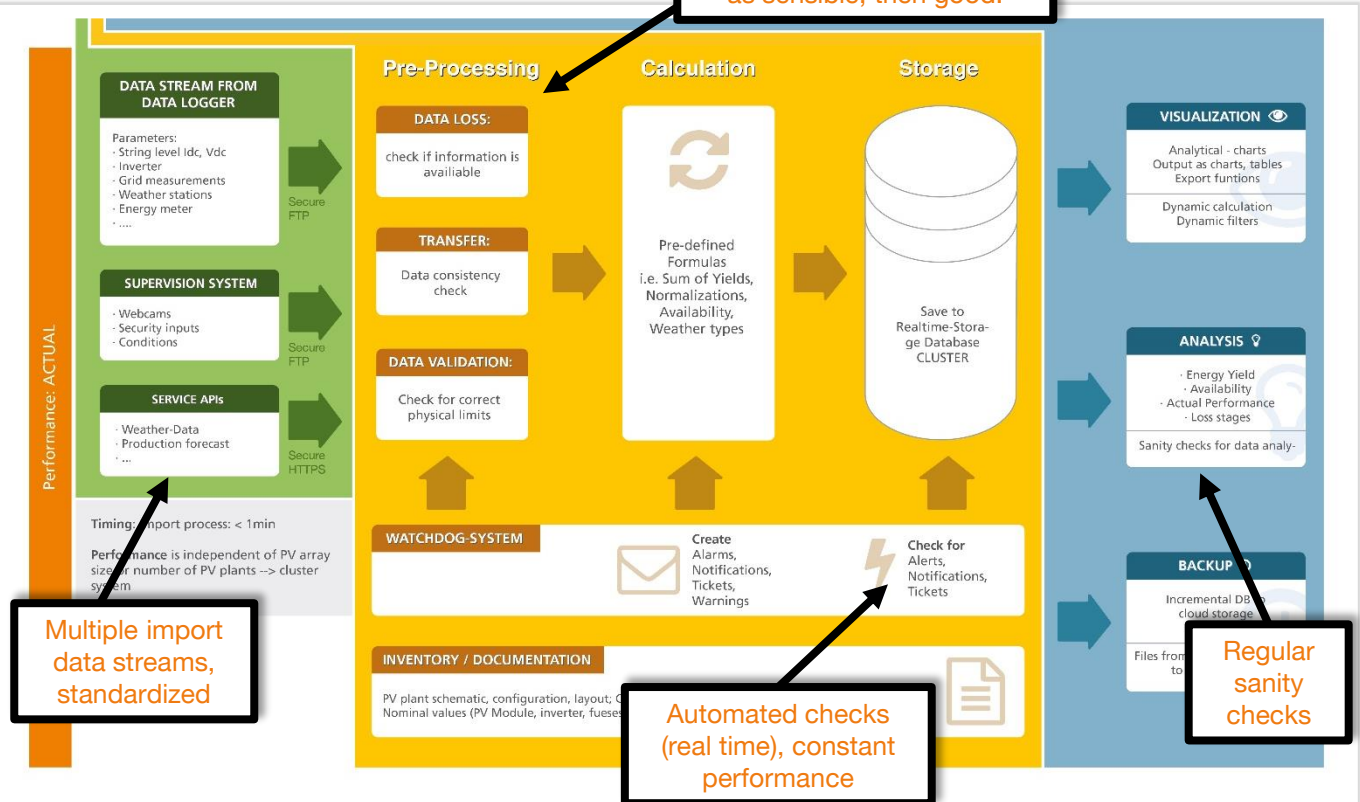 as sensible, then good.
Performance: ACTUAL
DATA STREAM FROM
DATA LOGGER
Parameters:
· String level Idc, Vdc
· Inverter
· Grid measurements
· Weather stations
· Energy meter
· ....
Secure
FTP
SUPERVISION SYSTEM
· Webcams
· Security inputs
· Conditions
Secure
FTP
SERVICE APIs
· Weather-Data
· Production forecast
· ...
Secure
HTTPS
Timing: import process: < 1min
Performance is independent of PV array
size or number of PV plants --> cluster
system
Multiple import
data streams,
standardized
Pre-Processing
DATA LOSS:
check if information is
availiable
TRANSFER:
Data consistency
check
DATA VALIDATION:
Check for correct
physical limits
Calculation
Pre-defined
Formulas
i.e. Sum of Yields,
Normalizations,
Availability,
Weather types
Storage
Save to
Realtime-Stora-
ge Database
CLUSTER
WATCHDOG-SYSTEM
Create
Alarms,
Notifications,
Tickets,
Warnings
Check for
Alerts,
Notifications,
Tickets
INVENTORY / DOCUMENTATION
PV plant schematic, configuration, layout;
Nominal values (PV Module, inverter, fueses
Automated checks
(real time), constant
performance
VISUALIZATION
Analytical - charts
Output as charts, tables
Export funtions
Dynamic calculation
Dynamic filters
ANALYSIS
· Energy Yield
· Availability
· Actual Performance
· Loss stages
Sanity checks for data analy-
BACKUP
Incremental DB
cloud storage
Files from
to
Regular
sanity
checks